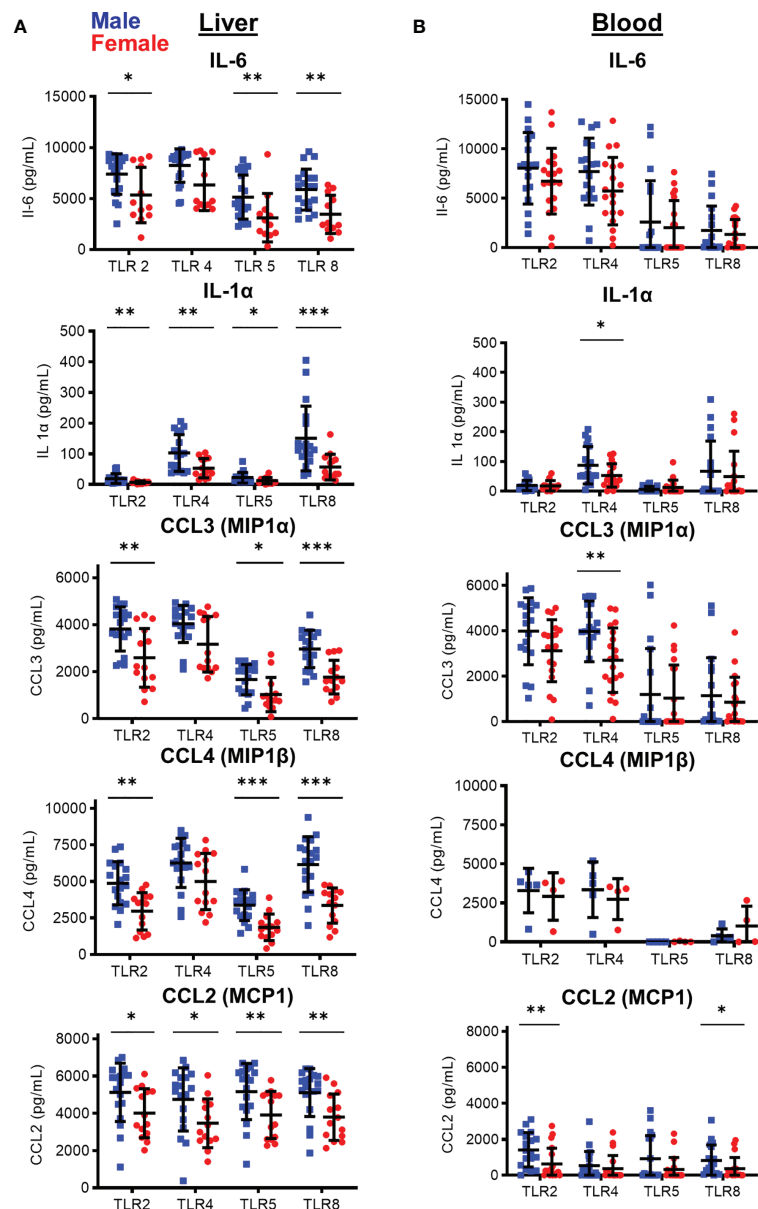 A
Male
Female
Liver
IL-6
* ** **
15000
10000
5000
0
Il-6 (pg/mL)
TLR 2 TLR 4 TLR 5 TLR 8
IL-1α
** ** * ***
500
400
300
200
100
0
IL 1α (pg/mL)
TLR2 TLR4 TLR5 TLR8
CCL3 (MIP1α)
** * ***
6000
4000
2000
0
CCL3 (pg/mL)
TLR2 TLR4 TLR5 TLR8
CCL4 (MIP1β)
** *** ***
10000
7500
5000
2500
0
CCL4 (pg/mL)
TLR2 TLR4 TLR5 TLR8
CCL2 (MCP1)
* * ** **
8000
6000
4000
2000
0
CCL2 (pg/mL)
TLR2 TLR4 TLR5 TLR8
B
Blood
IL-6
15000
10000
5000
0
Il-6 (pg/mL)
TLR2 TLR4 TLR5 TLR8
IL-1α
*
500
400
300
200
100
0
IL 1α (pg/mL)
TLR2 TLR4 TLR5 TLR8
CCL3 (MIP1α)
**
6000
4000
2000
0
CCL3 (pg/mL)
TLR2 TLR4 TLR5 TLR8
CCL4 (MIP1β)
10000
7500
5000
2500
0
CCL4 (pg/mL)
TLR2 TLR4 TLR5 TLR8
CCL2 (MCP1)
** *
8000
6000
4000
2000
0
CCL2 (pg/mL)
TLR2 TLR4 TLR5 TLR8